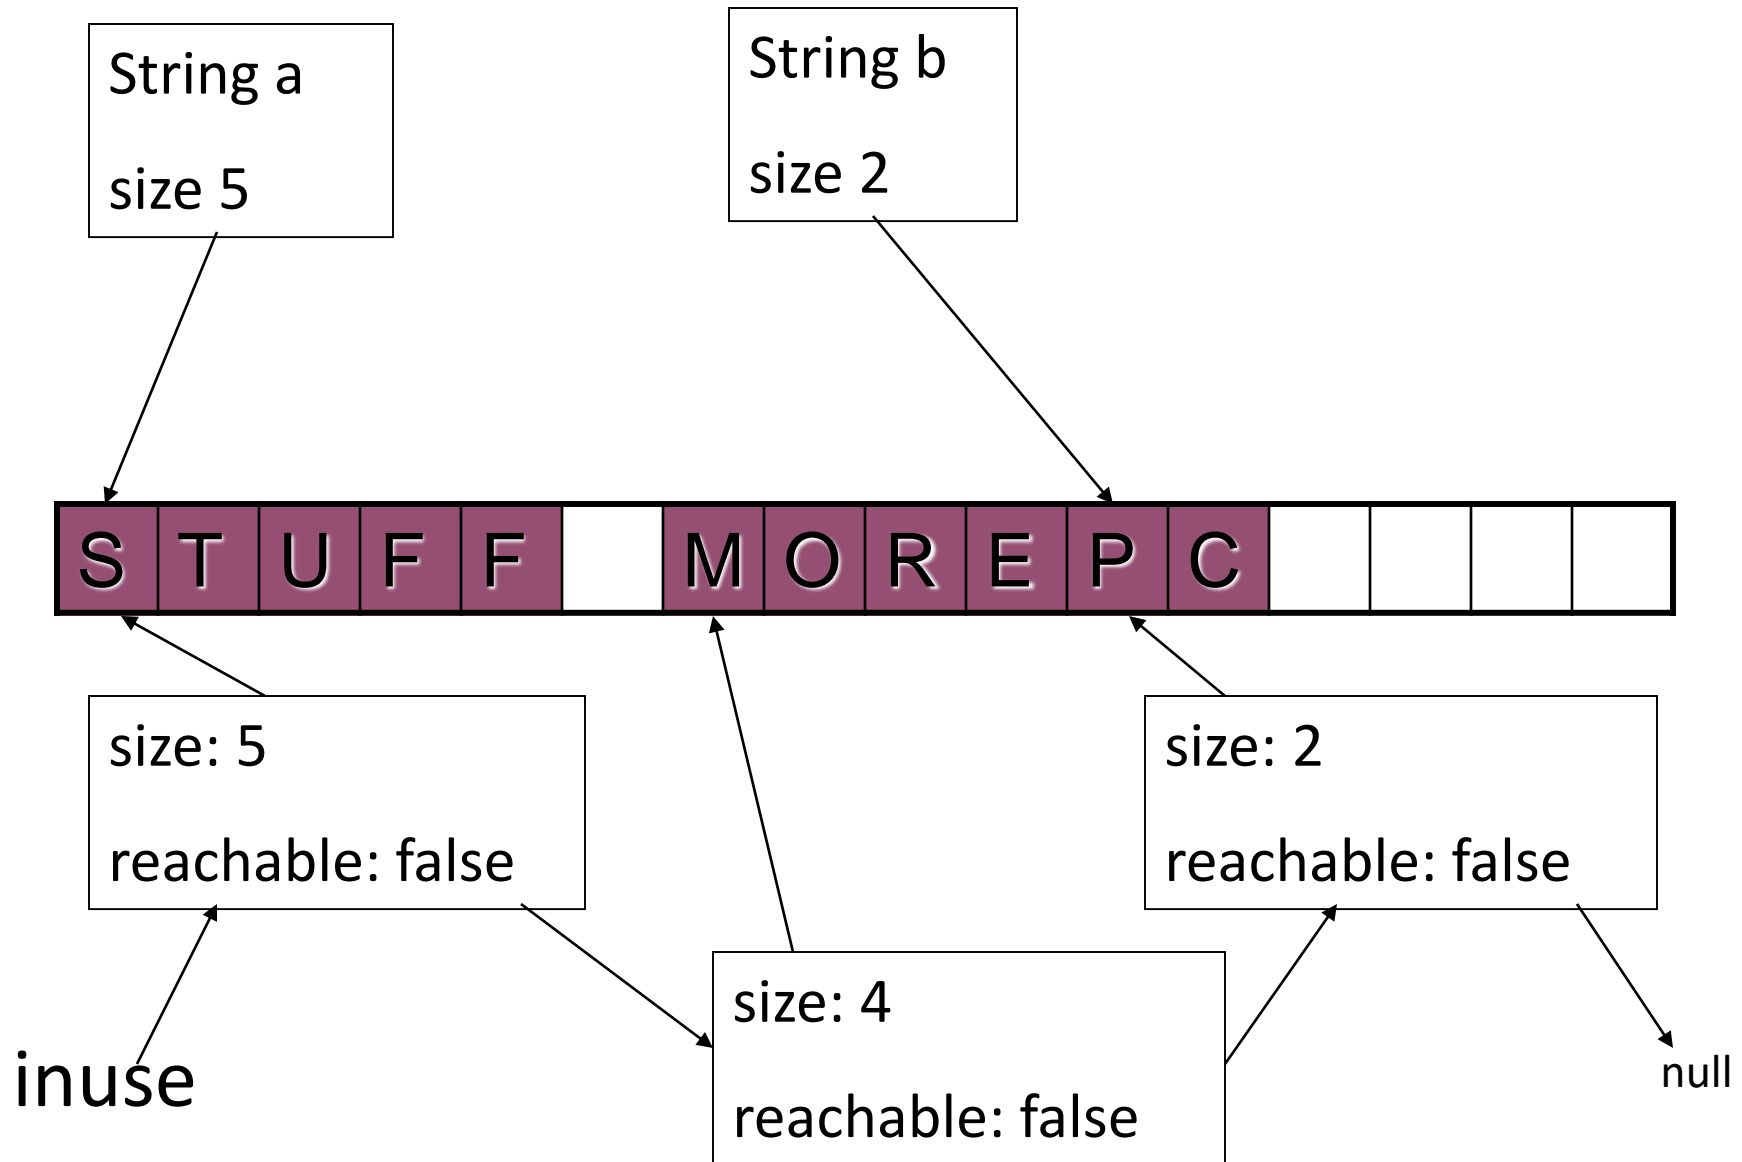 String a
size 5
String b
size 2
S T U F F M O R E P C
size: 5
reachable: false
size: 2
reachable: false
size: 4
reachable: false
inuse
null